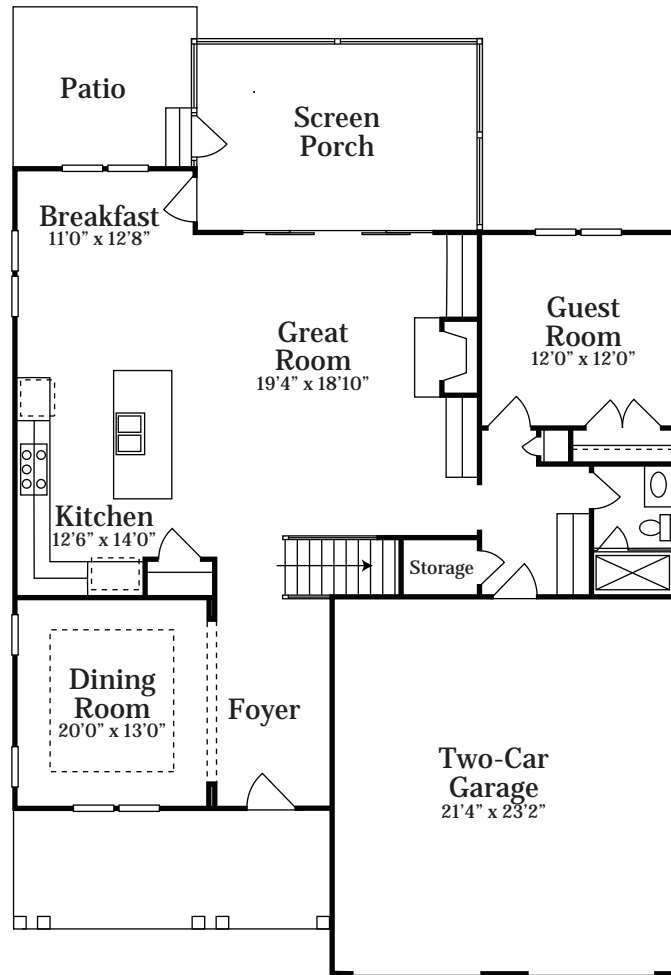 Patio
Screen
Porch
Breakfast
11’0” x 12’8”
Great
Room
19’4” x 18’10”
Guest
Room
12’0” x 12’0”
Kitchen
12’6” x 14’0”
Storage
Dining
Room
20’0” x 13’0”
Foyer
Two-Car
Garage
21’4” x 23’2”